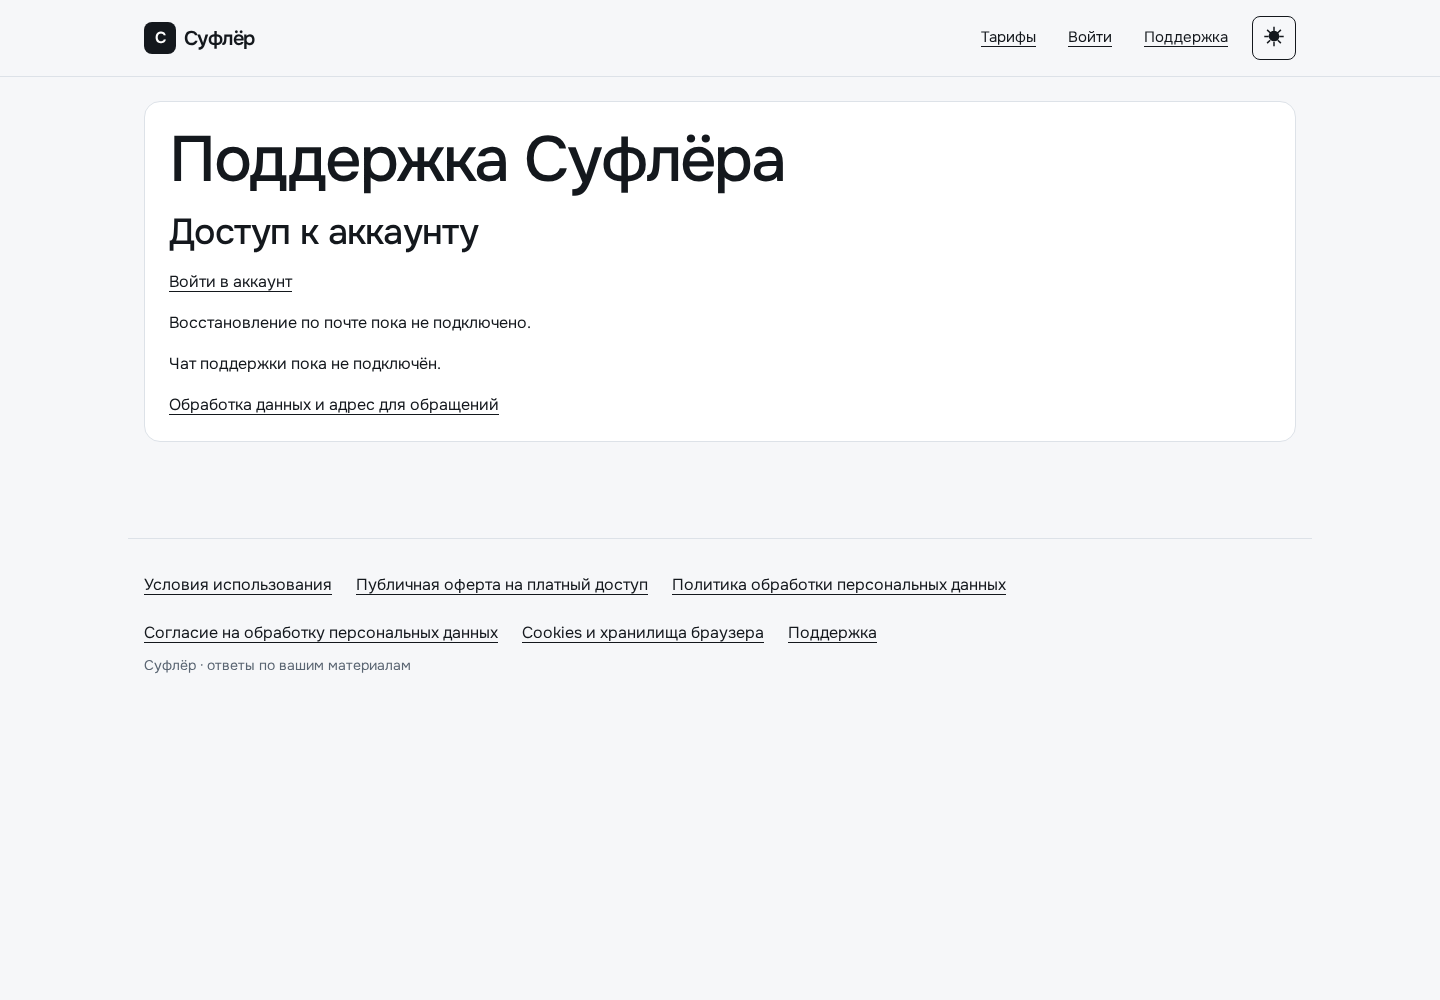 С Суфлёр
Тарифы Войти Поддержка
Поддержка Суфлёра
Доступ к аккаунту
Войти в аккаунт
Восстановление по почте пока не подключено.
Чат поддержки пока не подключён.
Обработка данных и адрес для обращений
Условия использования Публичная оферта на платный доступ Политика обработки персональных данных
Согласие на обработку персональных данных Cookies и хранилища браузера Поддержка
Суфлёр · ответы по вашим материалам